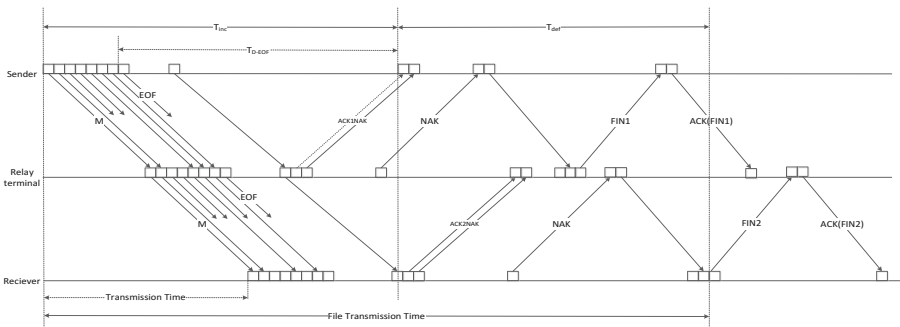 T_inc
T_def
T_D-EOF
Sender
EOF
M
ACK1NAK
NAK
FIN1
ACK(FIN1)
Relay
terminal
EOF
M
ACK2NAK
NAK
FIN2
ACK(FIN2)
Reciever
Transmission Time
File Transmission Time